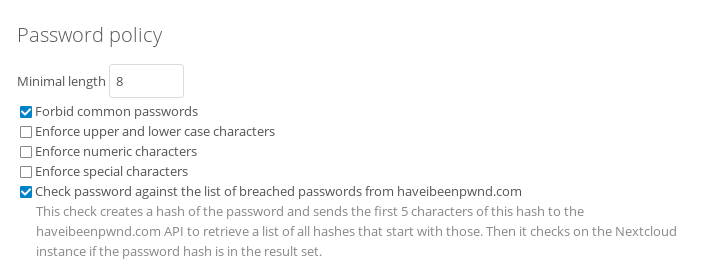 Password policy
Minimal length 8
Forbid common passwords
Enforce upper and lower case characters
Enforce numeric characters
Enforce special characters
Check password against the list of breached passwords from haveibeenpwnd.com
This check creates a hash of the password and sends the first 5 characters of this hash to the
haveibeenpwnd.com API to retrieve a list of all hashes that start with those. Then it checks on the Nextcloud
instance if the password hash is in the result set.